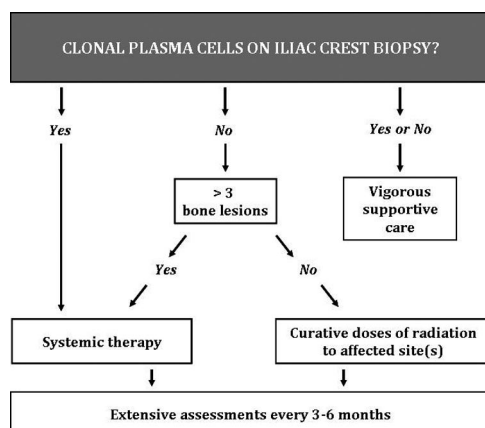 CLONAL PLASMA CELLS ON ILIAC CREST BIOPSY?
Yes
No
Yes or No
> 3
bone lesions
Vigorous
supportive
care
Yes
No
Systemic therapy
Curative doses of radiation
to affected site(s)
Extensive assessments every 3-6 months